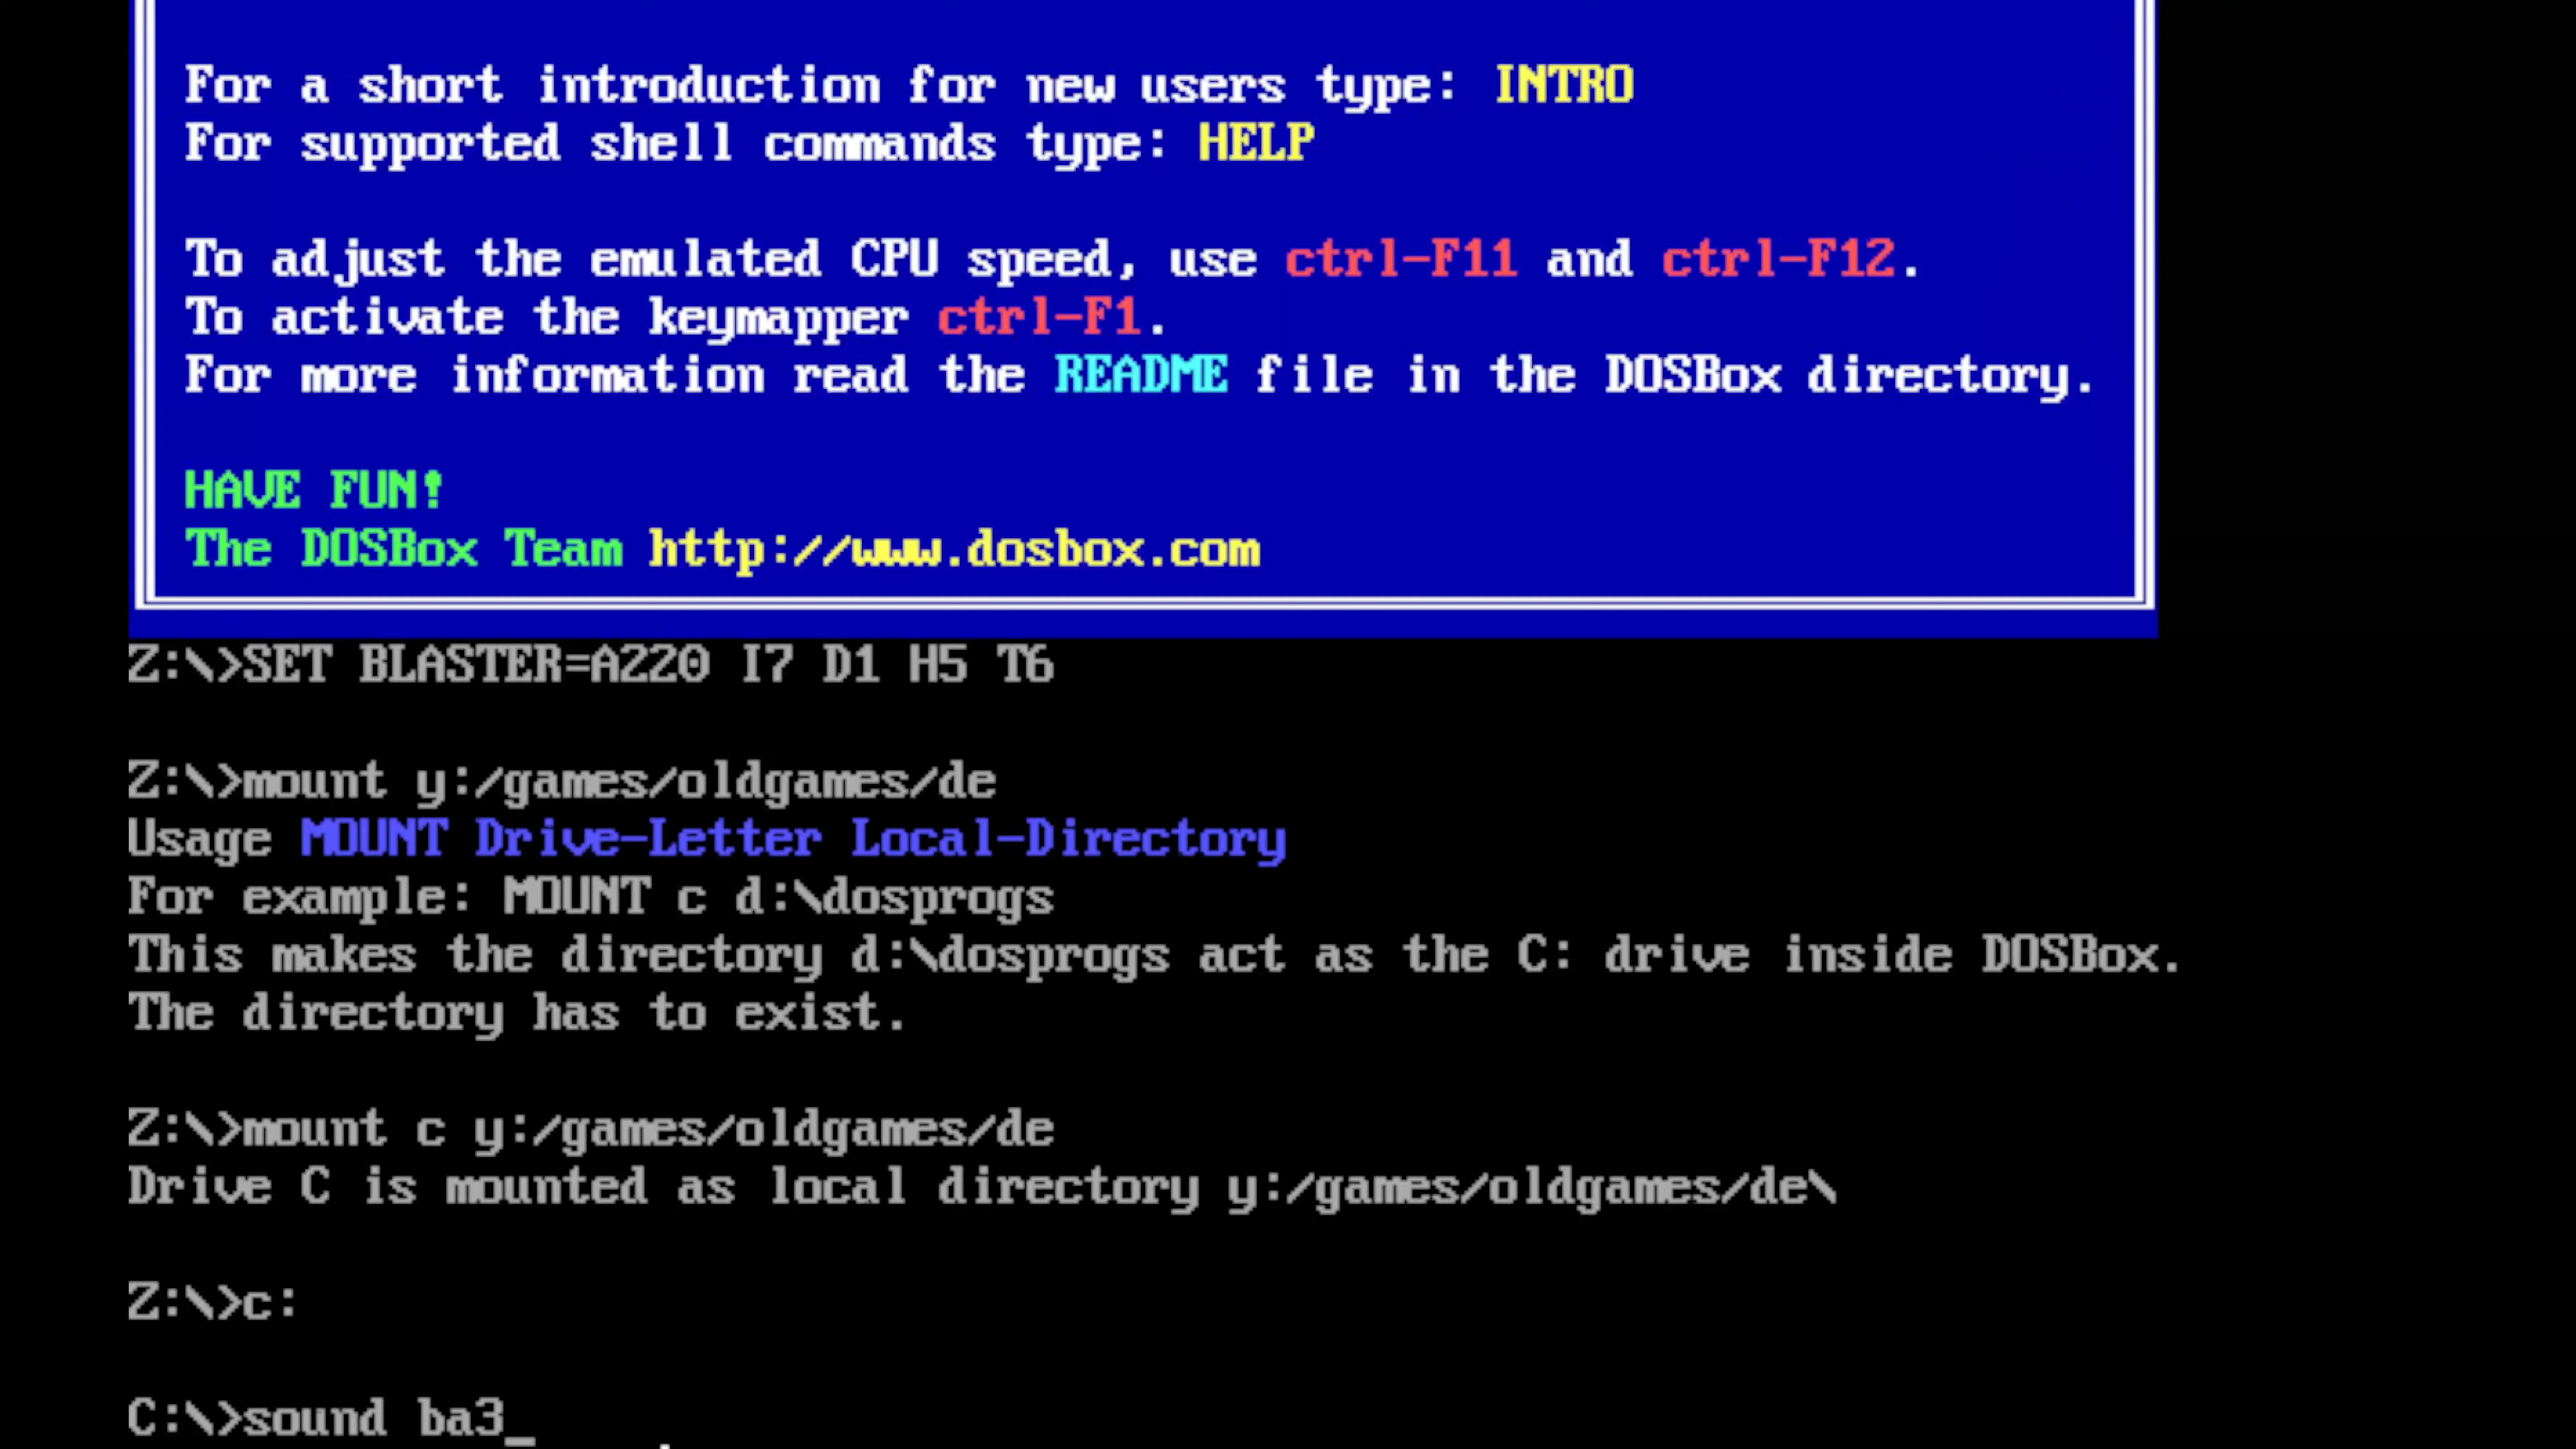 For a short introduction for new users type: INTRO
For supported shell commands type: HELP
To adjust the emulated CPU speed, use ctrl-F11 and ctrl-F12.
To activate the keymapper ctrl-F1.
For more information read the README file in the DOSBox directory.
HAVE FUN!
The DOSBox Team http://www.dosbox.com
Z:\>SET BLASTER=A220 I7 D1 H5 T6
Z:\>mount y:/games/oldgames/de
Usage MOUNT Drive-Letter Local-Directory
For example: MOUNT c d:\dosprogs
This makes the directory d:\dosprogs act as the C: drive inside DOSBox.
The directory has to exist.
Z:\>mount c y:/games/oldgames/de
Drive C is mounted as local directory y:/games/oldgames/de\
Z:\>c:
C:\>sound ba3_